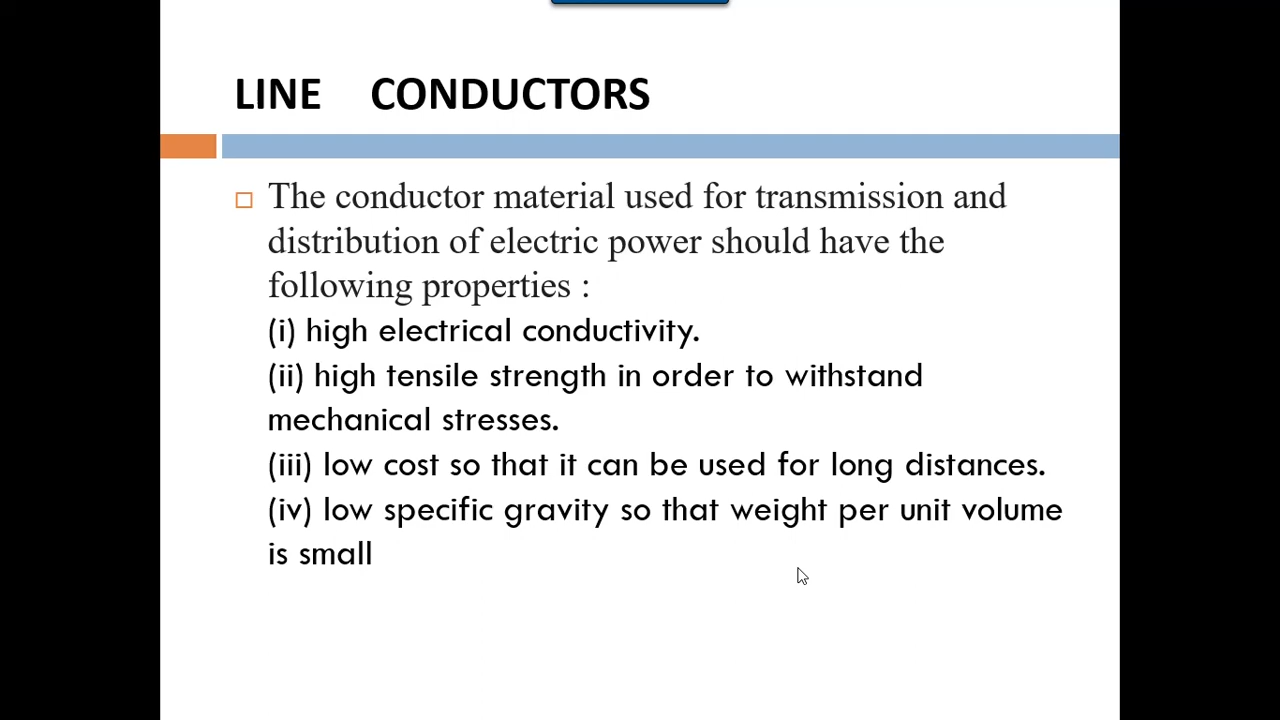 LINE CONDUCTORS
The conductor material used for transmission and
distribution of electric power should have the
following properties :
(i) high electrical conductivity.
(ii) high tensile strength in order to withstand
mechanical stresses.
(iii) low cost so that it can be used for long distances.
(iv) low specific gravity so that weight per unit volume
is small